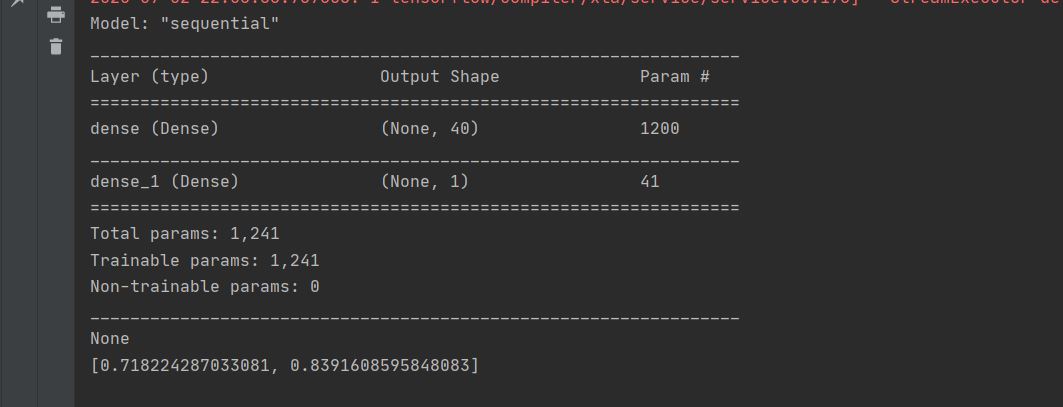 Model: "sequential"
_________________________________________________________________
Layer (type)                 Output Shape              Param #
=================================================================
dense (Dense)                (None, 40)                1200
_________________________________________________________________
dense_1 (Dense)              (None, 1)                 41
=================================================================
Total params: 1,241
Trainable params: 1,241
Non-trainable params: 0
_________________________________________________________________
None
[0.718224287033081, 0.8391608595848083]